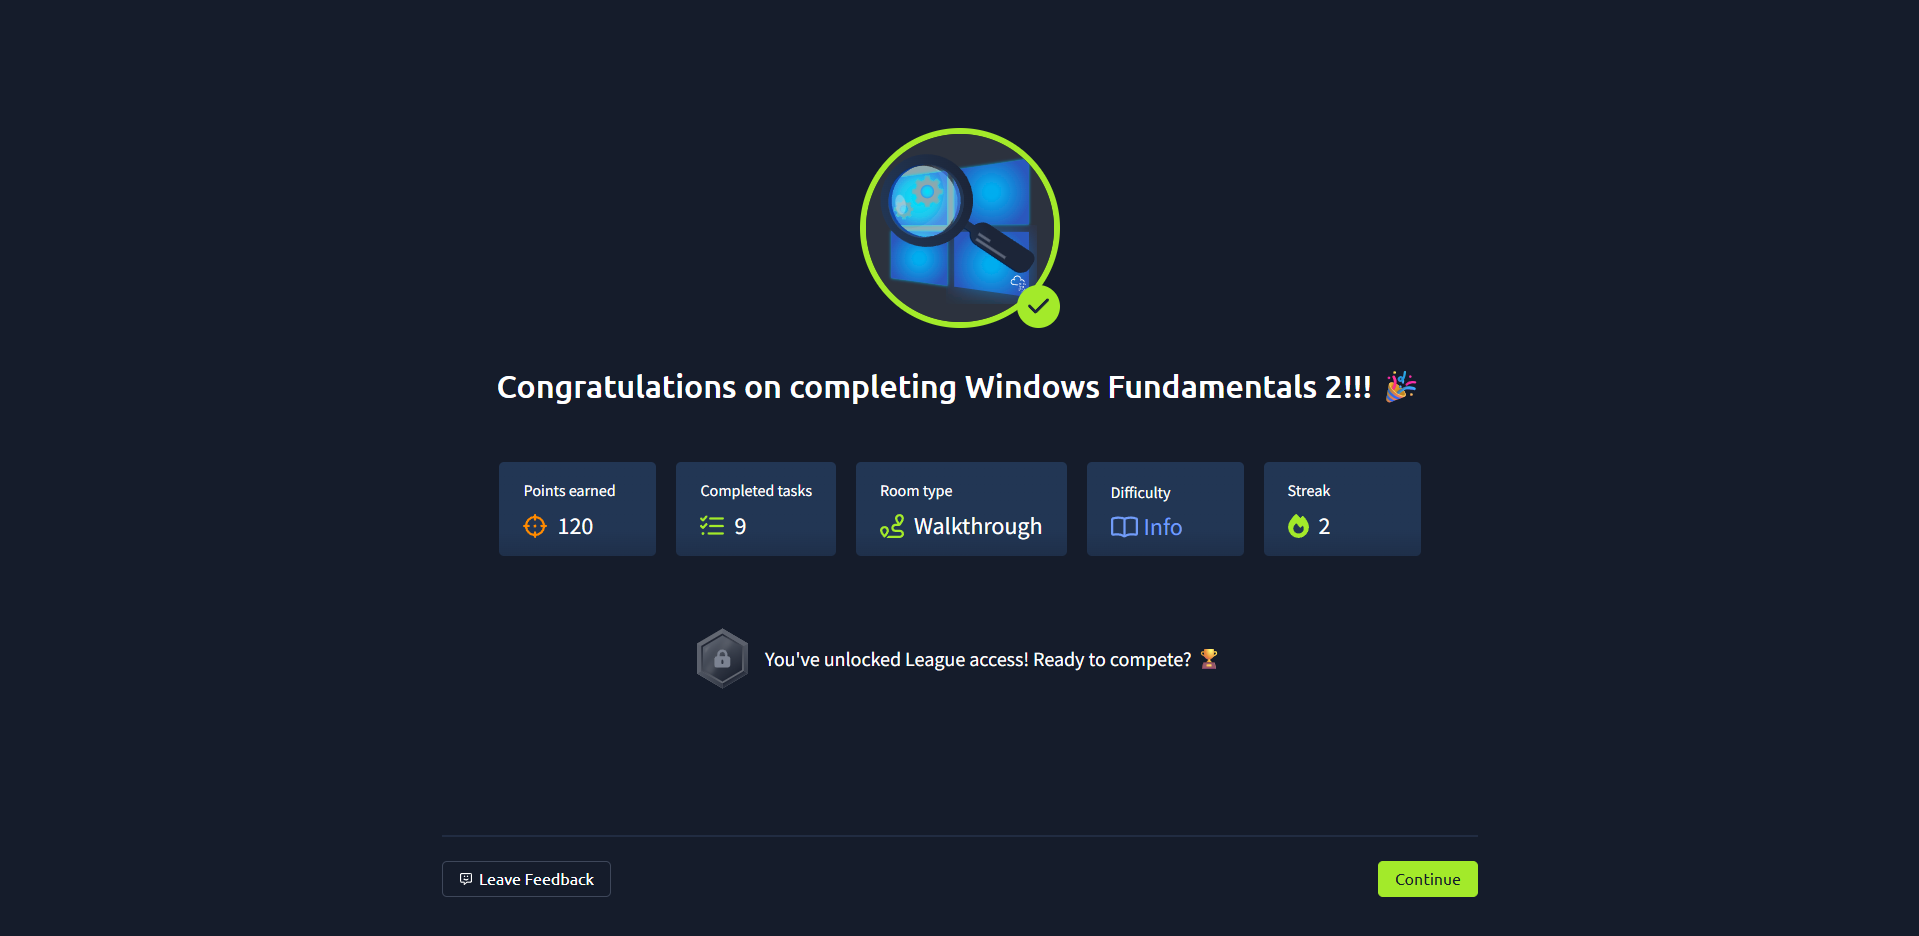 Congratulations on completing Windows Fundamentals 2!!! 🎉
Points earned
120
Completed tasks
9
Room type
Walkthrough
Difficulty
Info
Streak
2
You've unlocked League access! Ready to compete? 🏆
Leave Feedback
Continue